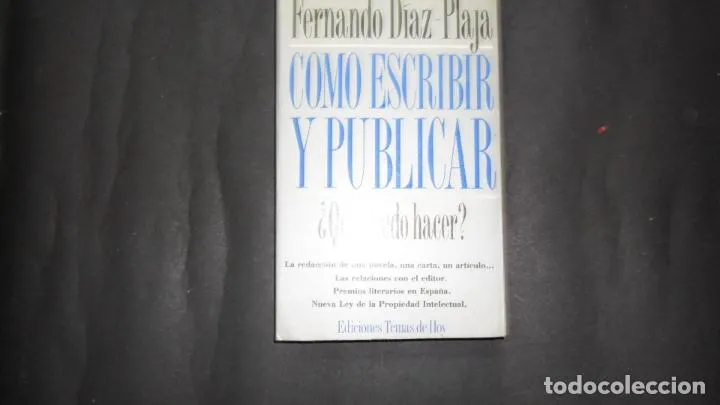 Fernando Díaz-Plaja
COMO ESCRIBIR
Y PUBLICAR
hacer?
La redacción de una novela, una carta, un artículo...
Las relaciones con el editor.
Premios literarios en España.
Nueva Ley de la Propiedad Intelectual.
Ediciones Temas de Hoy
todocoleccion